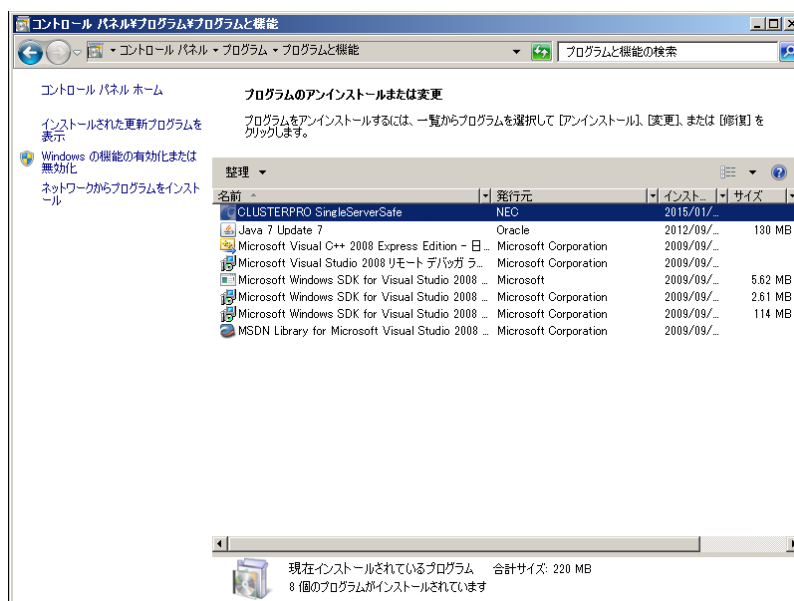 コントロール パネル¥プログラム¥プログラムと機能
コントロール パネル プログラム プログラムと機能
プログラムと機能の検索
コントロール パネル ホーム
インストールされた更新プログラムを
表示
Windows の機能の有効化または
無効化
ネットワークからプログラムをインスト
ール
プログラムのアンインストールまたは変更
プログラムをアンインストールするには、一覧からプログラムを選択して [アンインストール]、[変更]、または [修復] を
クリックします。
整理
名前 発行元 インスト... サイズ
CLUSTERPRO SingleServerSafe NEC 2015/01/...
Java 7 Update 7 Oracle 2012/09/... 130 MB
Microsoft Visual C++ 2008 Express Edition - 日... Microsoft Corporation 2009/09/...
Microsoft Visual Studio 2008 リモート デバッガ ラ... Microsoft Corporation 2009/09/...
Microsoft Windows SDK for Visual Studio 2008 ... Microsoft 2009/09/... 5.62 MB
Microsoft Windows SDK for Visual Studio 2008 ... Microsoft Corporation 2009/09/... 2.61 MB
Microsoft Windows SDK for Visual Studio 2008 ... Microsoft Corporation 2009/09/... 114 MB
MSDN Library for Microsoft Visual Studio 2008 ... Microsoft Corporation 2009/09/...
現在インストールされているプログラム 合計サイズ: 220 MB
8 個のプログラムがインストールされています